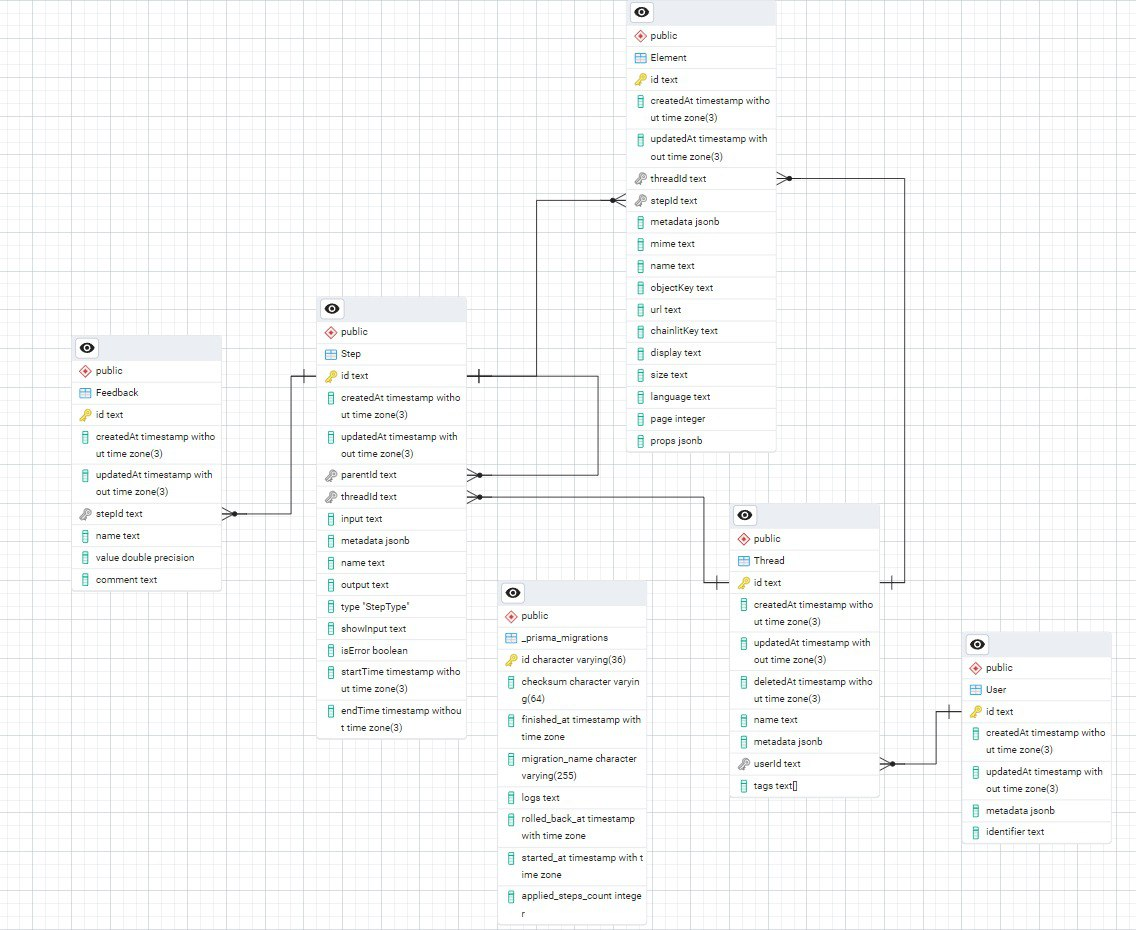 public
Element
id text
createdAt timestamp witho
ut time zone(3)
updatedAt timestamp with
out time zone(3)
threadId text
stepId text
metadata jsonb
mime text
name text
objectKey text
url text
chainlitKey text
display text
size text
language text
page integer
props jsonb
public
Step
id text
createdAt timestamp witho
ut time zone(3)
updatedAt timestamp with
out time zone(3)
parentId text
threadId text
input text
metadata jsonb
name text
output text
type "StepType"
showInput text
isError boolean
startTime timestamp witho
ut time zone(3)
endTime timestamp withou
t time zone(3)
public
Feedback
id text
createdAt timestamp witho
ut time zone(3)
updatedAt timestamp with
out time zone(3)
stepId text
name text
value double precision
comment text
public
Thread
id text
createdAt timestamp witho
ut time zone(3)
updatedAt timestamp with
out time zone(3)
deletedAt timestamp witho
ut time zone(3)
name text
metadata jsonb
userId text
tags text[]
public
_prisma_migrations
id character varying(36)
checksum character varyin
g(64)
finished_at timestamp with
time zone
migration_name character
varying(255)
logs text
rolled_back_at timestamp
with time zone
started_at timestamp with t
ime zone
applied_steps_count intege
r
public
User
id text
createdAt timestamp witho
ut time zone(3)
updatedAt timestamp with
out time zone(3)
metadata jsonb
identifier text